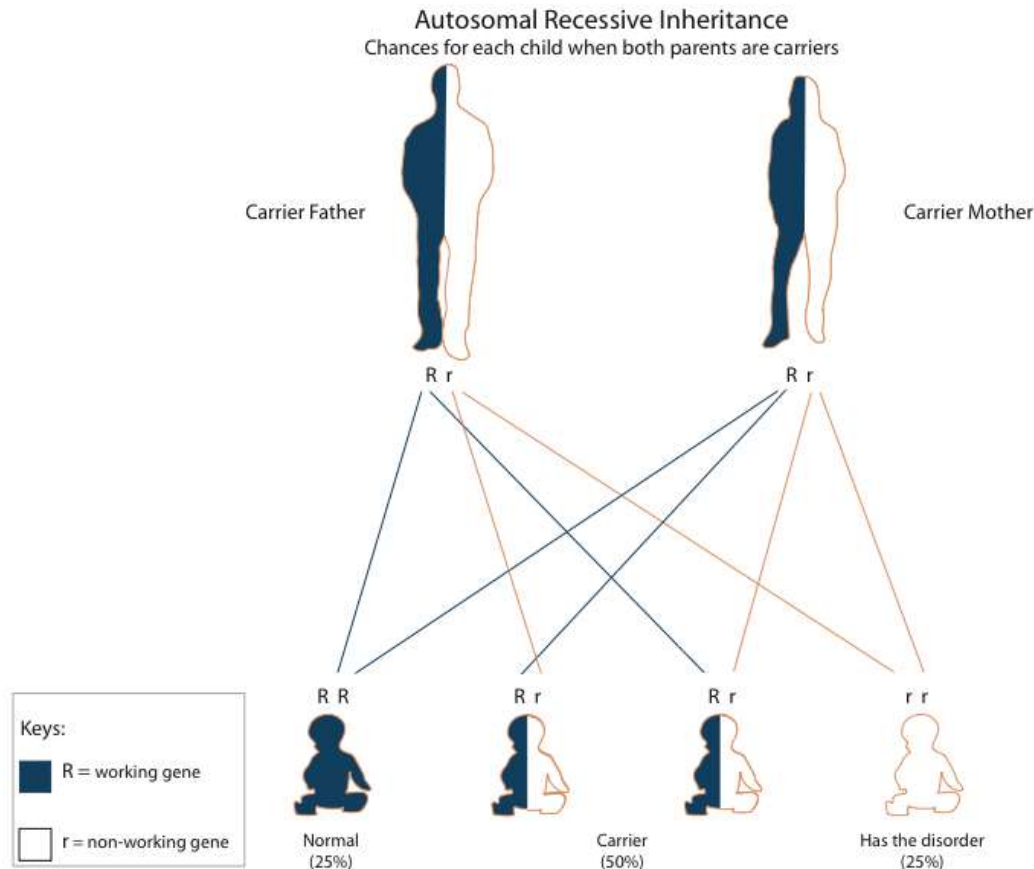 Autosomal Recessive Inheritance
Chances for each child when both parents are carriers
Carrier Father
Carrier Mother
R r
R r
R R
R r
R r
r r
Keys:
R = working gene
r = non-working gene
Normal
(25%)
Carrier
(50%)
Has the disorder
(25%)